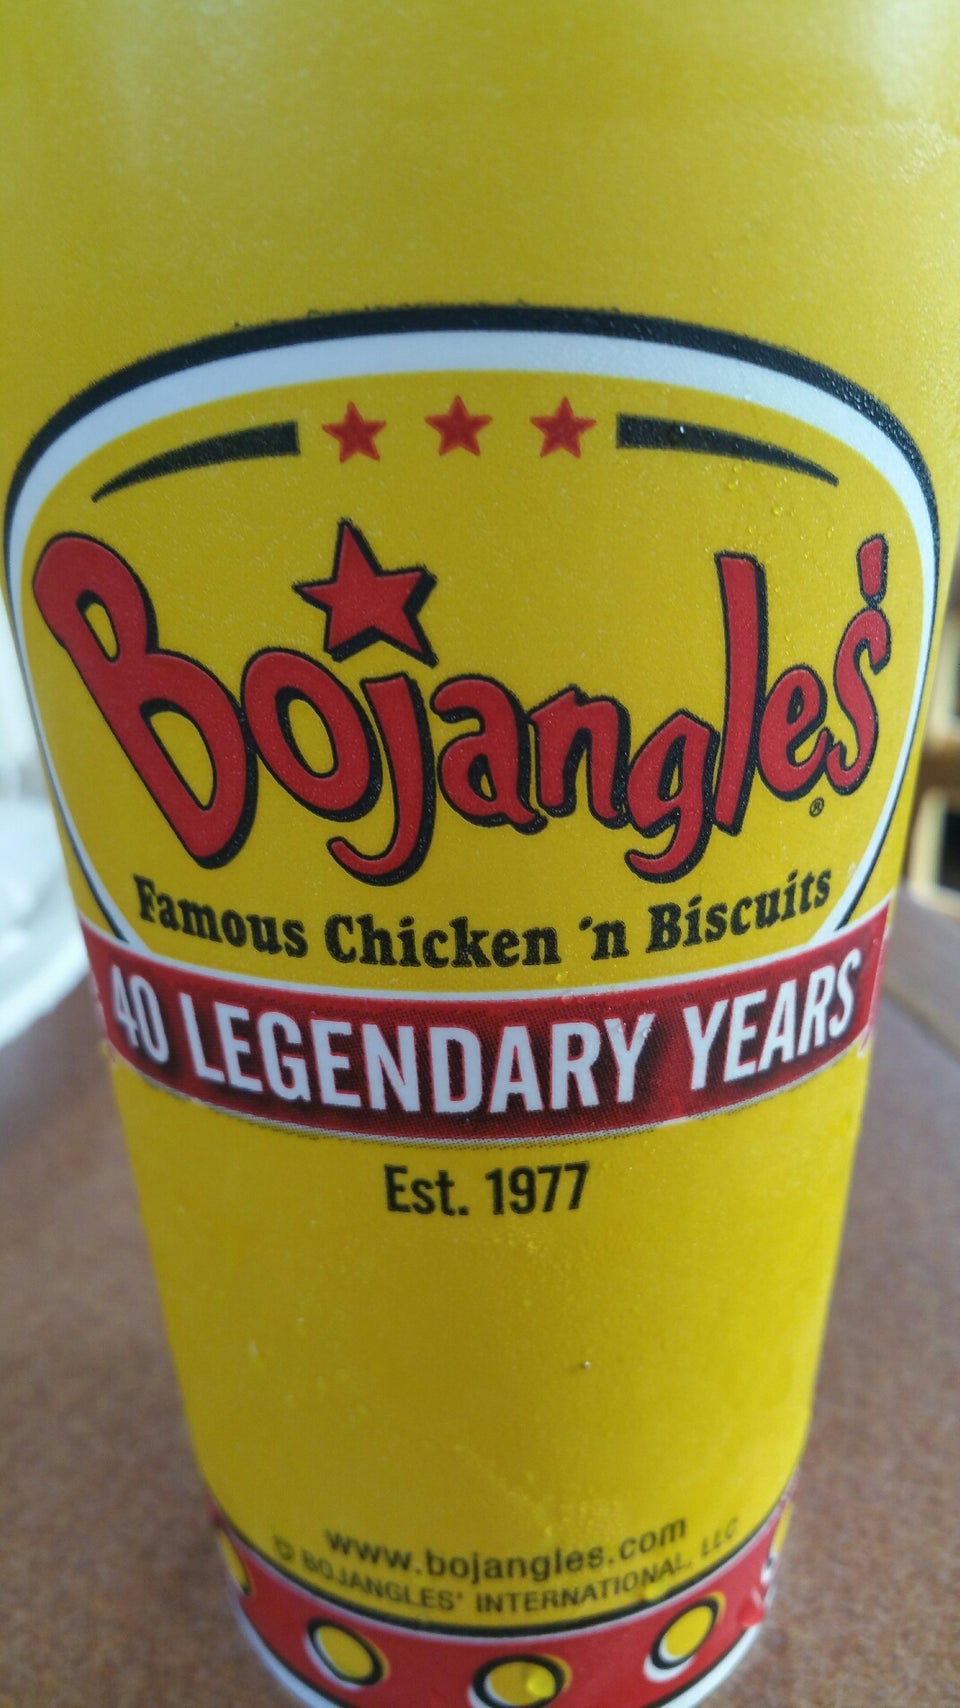 Bojangles'®
Famous Chicken 'n Biscuits
40 LEGENDARY YEARS
Est. 1977
www.bojangles.com
© BOJANGLES' INTERNATIONAL, LLC